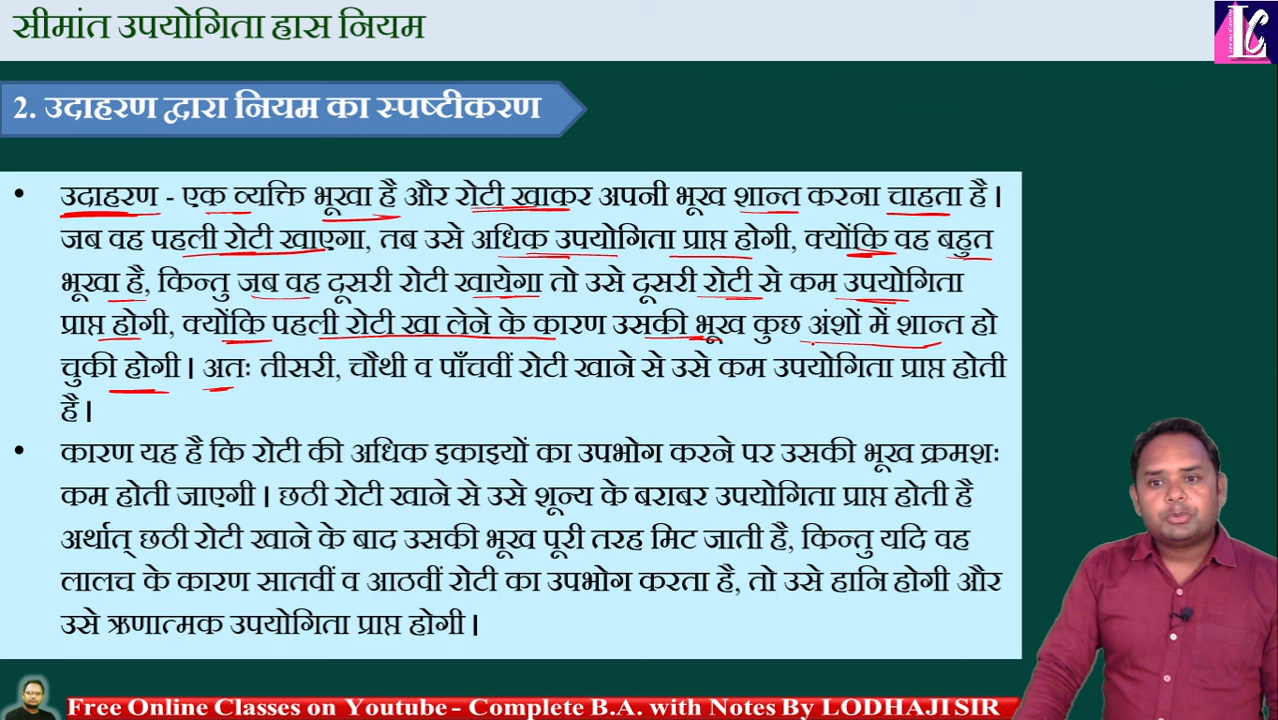 सीमांत उपयोगिता हास नियम
LC
2. उदाहरण द्वारा नियम का स्पष्टीकरण
• उदाहरण - एक व्यक्ति भूखा है और रोटी खाकर अपनी भूख शान्त करना चाहता है।
जब वह पहली रोटी खाएगा, तब उसे अधिक उपयोगिता प्राप्त होगी, क्योंकि वह बहुत
भूखा है, किन्तु जब वह दूसरी रोटी खायेगा तो उसे दूसरी रोटी से कम उपयोगिता
प्राप्त होगी, क्योंकि पहली रोटी खा लेने के कारण उसकी भूख कुछ अंशों में शान्त हो
चुकी होगी। अतः तीसरी, चौथी व पाँचवीं रोटी खाने से उसे कम उपयोगिता प्राप्त होती
है।
• कारण यह है कि रोटी की अधिक इकाइयों का उपभोग करने पर उसकी भूख क्रमशः
कम होती जाएगी। छठी रोटी खाने से उसे शून्य के बराबर उपयोगिता प्राप्त होती है
अर्थात् छठी रोटी खाने के बाद उसकी भूख पूरी तरह मिट जाती है, किन्तु यदि वह
लालच के कारण सातवीं व आठवीं रोटी का उपभोग करता है, तो उसे हानि होगी और
उसे ऋणात्मक उपयोगिता प्राप्त होगी।
Free Online Classes on Youtube - Complete B.A. with Notes By LODHAJI SIR